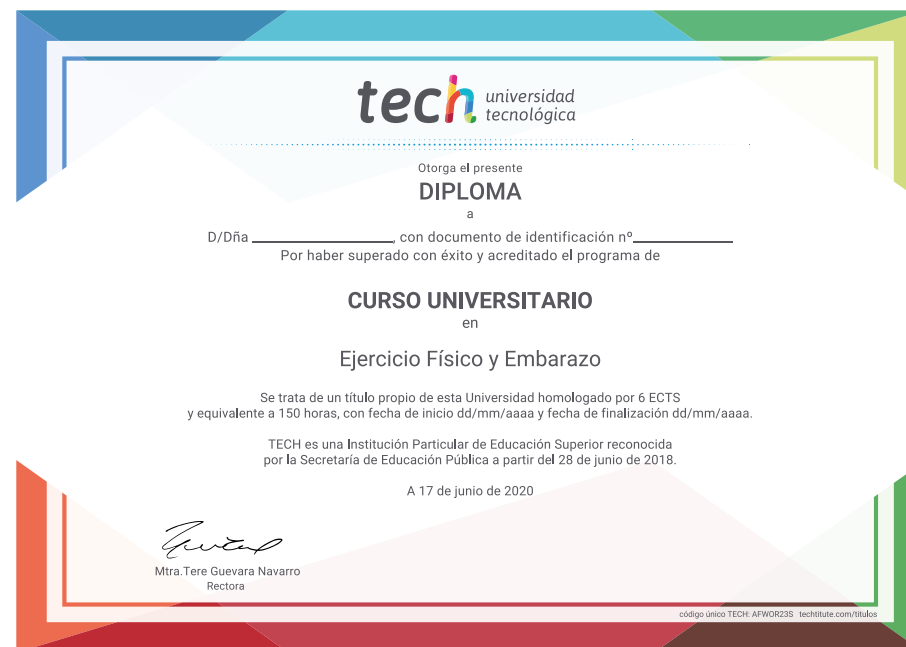 tech universidad
tecnológica
Otorga el presente
DIPLOMA
a
D/Dña ____________________, con documento de identificación nº______________
Por haber superado con éxito y acreditado el programa de
CURSO UNIVERSITARIO
en
Ejercicio Físico y Embarazo
Se trata de un título propio de esta Universidad homologado por 6 ECTS
y equivalente a 150 horas, con fecha de inicio dd/mm/aaaa y fecha de finalización dd/mm/aaaa.
TECH es una Institución Particular de Educación Superior reconocida
por la Secretaría de Educación Pública a partir del 28 de junio de 2018.
A 17 de junio de 2020
Mtra.Tere Guevara Navarro
Rectora
código único TECH: AFWOR23S techtitute.com/titulos